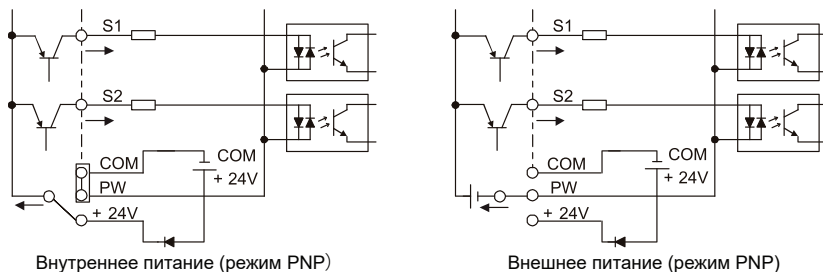 S1
S2
COM
COM
+ 24V
PW
+ 24V
Внутреннее питание (режим PNP)
S1
S2
COM
COM
+ 24V
PW
+ 24V
Внешнее питание (режим PNP)